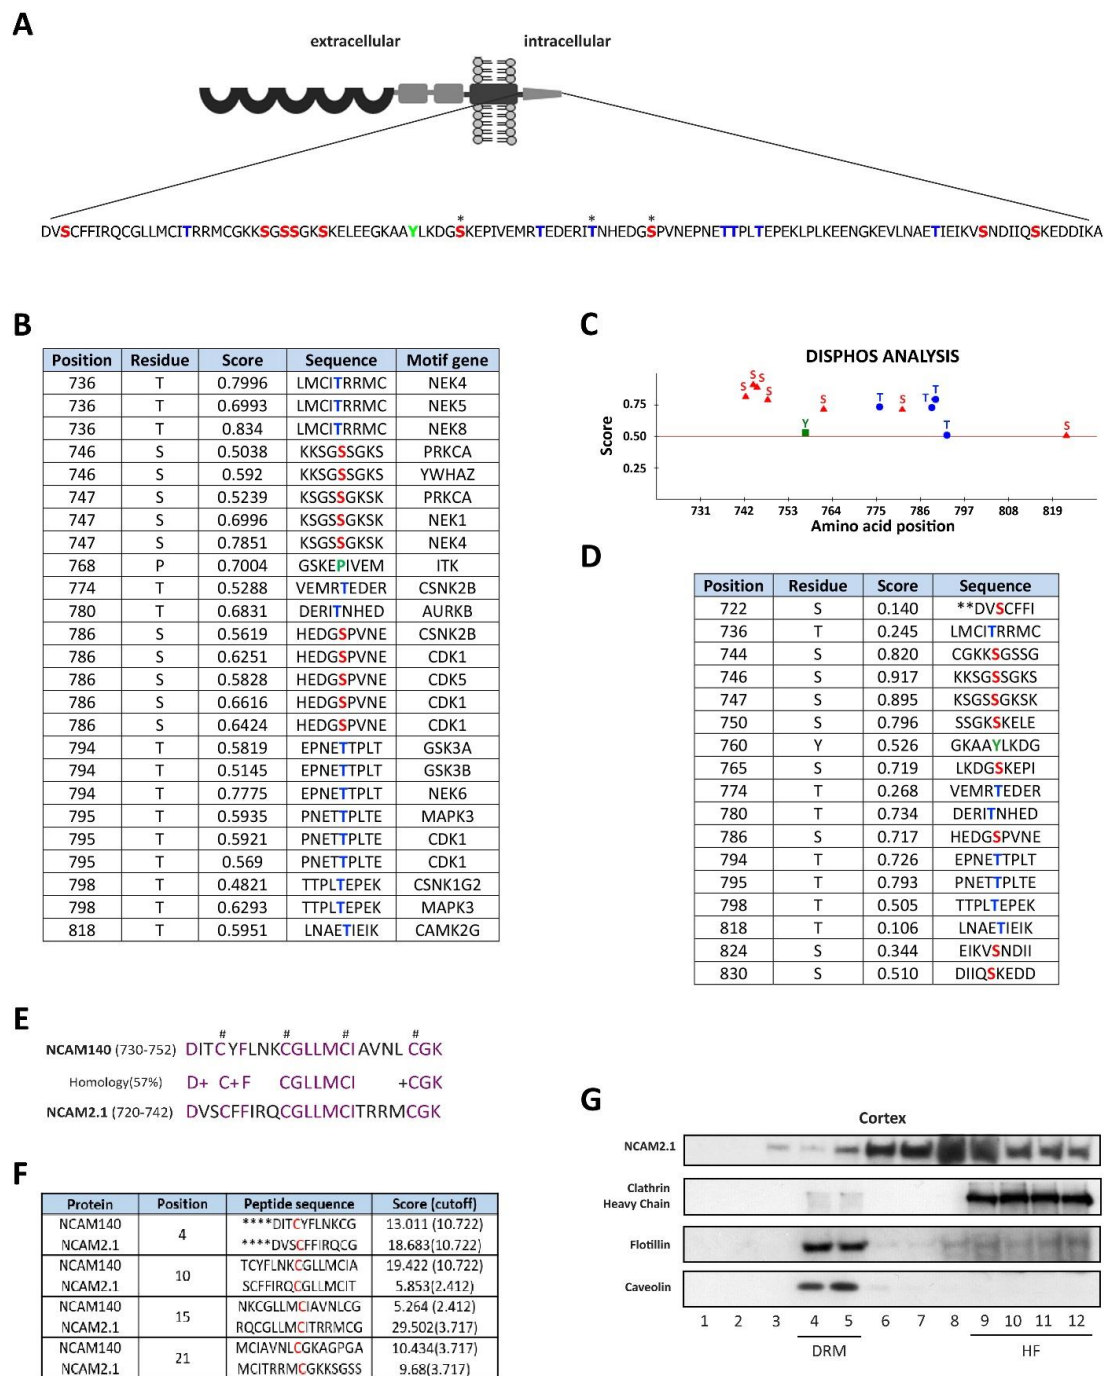 A
extracellular
intracellular
* * *
DVSCFFIRQCGLLMCITRRMCGKKSGSSGKSKELEEGKAAYLKDGSKEPIVEMRTEDERITNHEDGSPVNEPNETTPLTEPEKLPLKEENGKEVLNAETIEIKVSNDIIQSKEDDIKA
B
Position Residue Score Sequence Motif gene
736 T 0.7996 LMCITRRMC NEK4
736 T 0.6993 LMCITRRMC NEK5
736 T 0.834 LMCITRRMC NEK8
746 S 0.5038 KKSGSSGKS PRKCA
746 S 0.592 KKSGSSGKS YWHAZ
747 S 0.5239 KSGSSGKSK PRKCA
747 S 0.6996 KSGSSGKSK NEK1
747 S 0.7851 KSGSSGKSK NEK4
768 P 0.7004 GSKEPIVEM ITK
774 T 0.5288 VEMRTEDER CSNK2B
780 T 0.6831 DERITNHED AURKB
786 S 0.5619 HEDGSPVNE CSNK2B
786 S 0.6251 HEDGSPVNE CDK1
786 S 0.5828 HEDGSPVNE CDK5
786 S 0.6616 HEDGSPVNE CDK1
786 S 0.6424 HEDGSPVNE CDK1
794 T 0.5819 EPNETTPLT GSK3A
794 T 0.5145 EPNETTPLT GSK3B
794 T 0.7775 EPNETTPLT NEK6
795 T 0.5935 PNETTPLTE MAPK3
795 T 0.5921 PNETTPLTE CDK1
795 T 0.569 PNETTPLTE CDK1
798 T 0.4821 TTPLTEPEK CSNK1G2
798 T 0.6293 TTPLTEPEK MAPK3
818 T 0.5951 LNAETIEIK CAMK2G
C
DISPHOS ANALYSIS
Score
0.75
0.50
0.25
S S S S Y S T S T T T S
731 742 753 764 775 786 797 808 819
Amino acid position
D
Position Residue Score Sequence
722 S 0.140 **DVSCFFI
736 T 0.245 LMCITRRMC
744 S 0.820 CGKKSGSSG
746 S 0.917 KKSGSSGKS
747 S 0.895 KSGSSGKSK
750 S 0.796 SSGKSKELE
760 Y 0.526 GKAAYLKDG
765 S 0.719 LKDGSKEPI
774 T 0.268 VEMRTEDER
780 T 0.734 DERITNHED
786 S 0.717 HEDGSPVNE
794 T 0.726 EPNETTPLT
795 T 0.793 PNETTPLTE
798 T 0.505 TTPLTEPEK
818 T 0.106 LNAETIEIK
824 S 0.344 EIKVSNDII
830 S 0.510 DIIQSKEDD
E
# # # #
NCAM140 (730-752) DITCYFLNKCGLLMCIAVNLCGK
Homology(57%) D+ C+F CGLLMCI +CGK
NCAM2.1 (720-742) DVSCFFIRQCGLLMCITRRMCGK
F
Protein Position Peptide sequence Score (cutoff)
NCAM140 4 ****DITCYFLNKCG 13.011 (10.722)
NCAM2.1 ****DVSCFFIRQCG 18.683(10.722)
NCAM140 10 TCYFLNKCGLLMCIA 19.422 (10.722)
NCAM2.1 SCFFIRQCGLLMCIT 5.853(2.412)
NCAM140 15 NKCGLLMCIAVNLCG 5.264 (2.412)
NCAM2.1 RQCGLLMCITRRMCG 29.502(3.717)
NCAM140 21 MCIAVNLCGKAGPGA 10.434(3.717)
NCAM2.1 MCITRRMCGKKSGSS 9.68(3.717)
G
Cortex
NCAM2.1
Clathrin
Heavy Chain
Flotillin
Caveolin
1 2 3 4 5 6 7 8 9 10 11 12
DRM HF